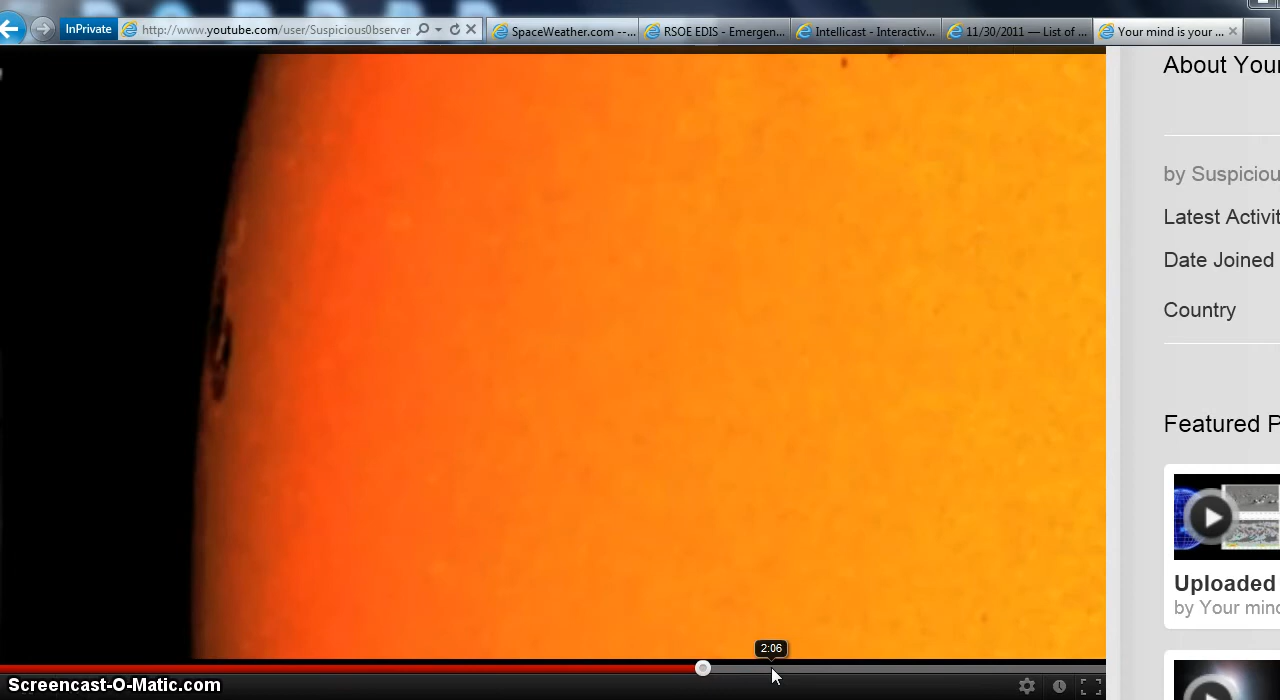 InPrivate
http://www.youtube.com/user/Suspicious0bserver
SpaceWeather.com --...
RSOE EDIS - Emergen...
Intellicast - Interactiv...
11/30/2011 — List of ...
Your mind is your ...
About Your
by Suspiciou
Latest Activit
Date Joined
Country
Featured P
Uploaded
by Your mind
2:06
Screencast-O-Matic.com